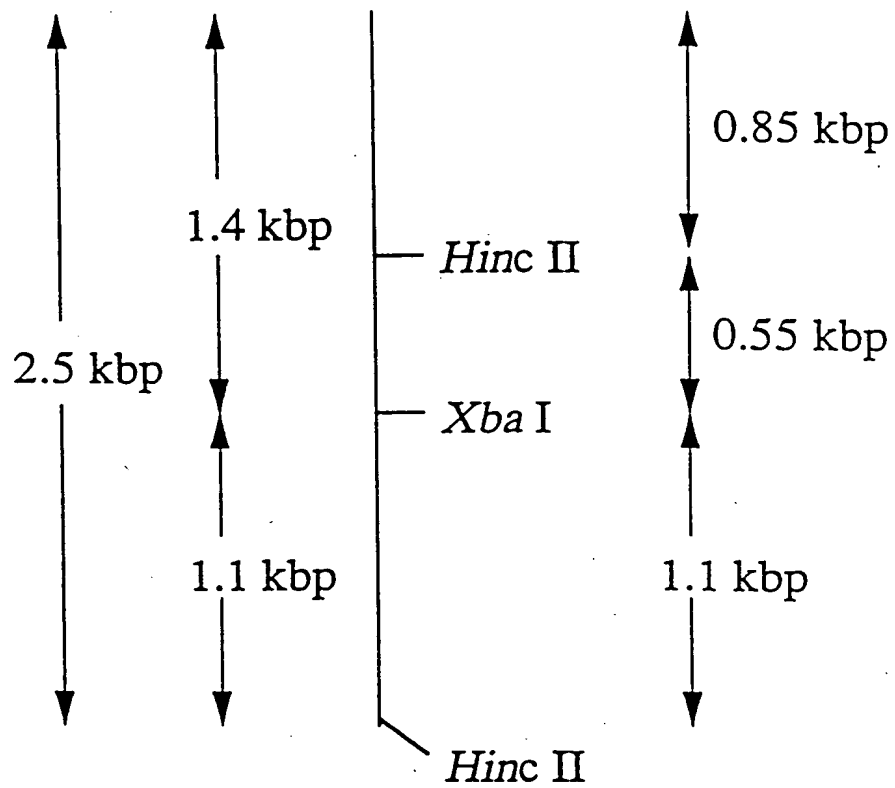 0.85 kbp
1.4 kbp
Hinc II
0.55 kbp
2.5 kbp
Xba I
1.1 kbp
1.1 kbp
Hinc II